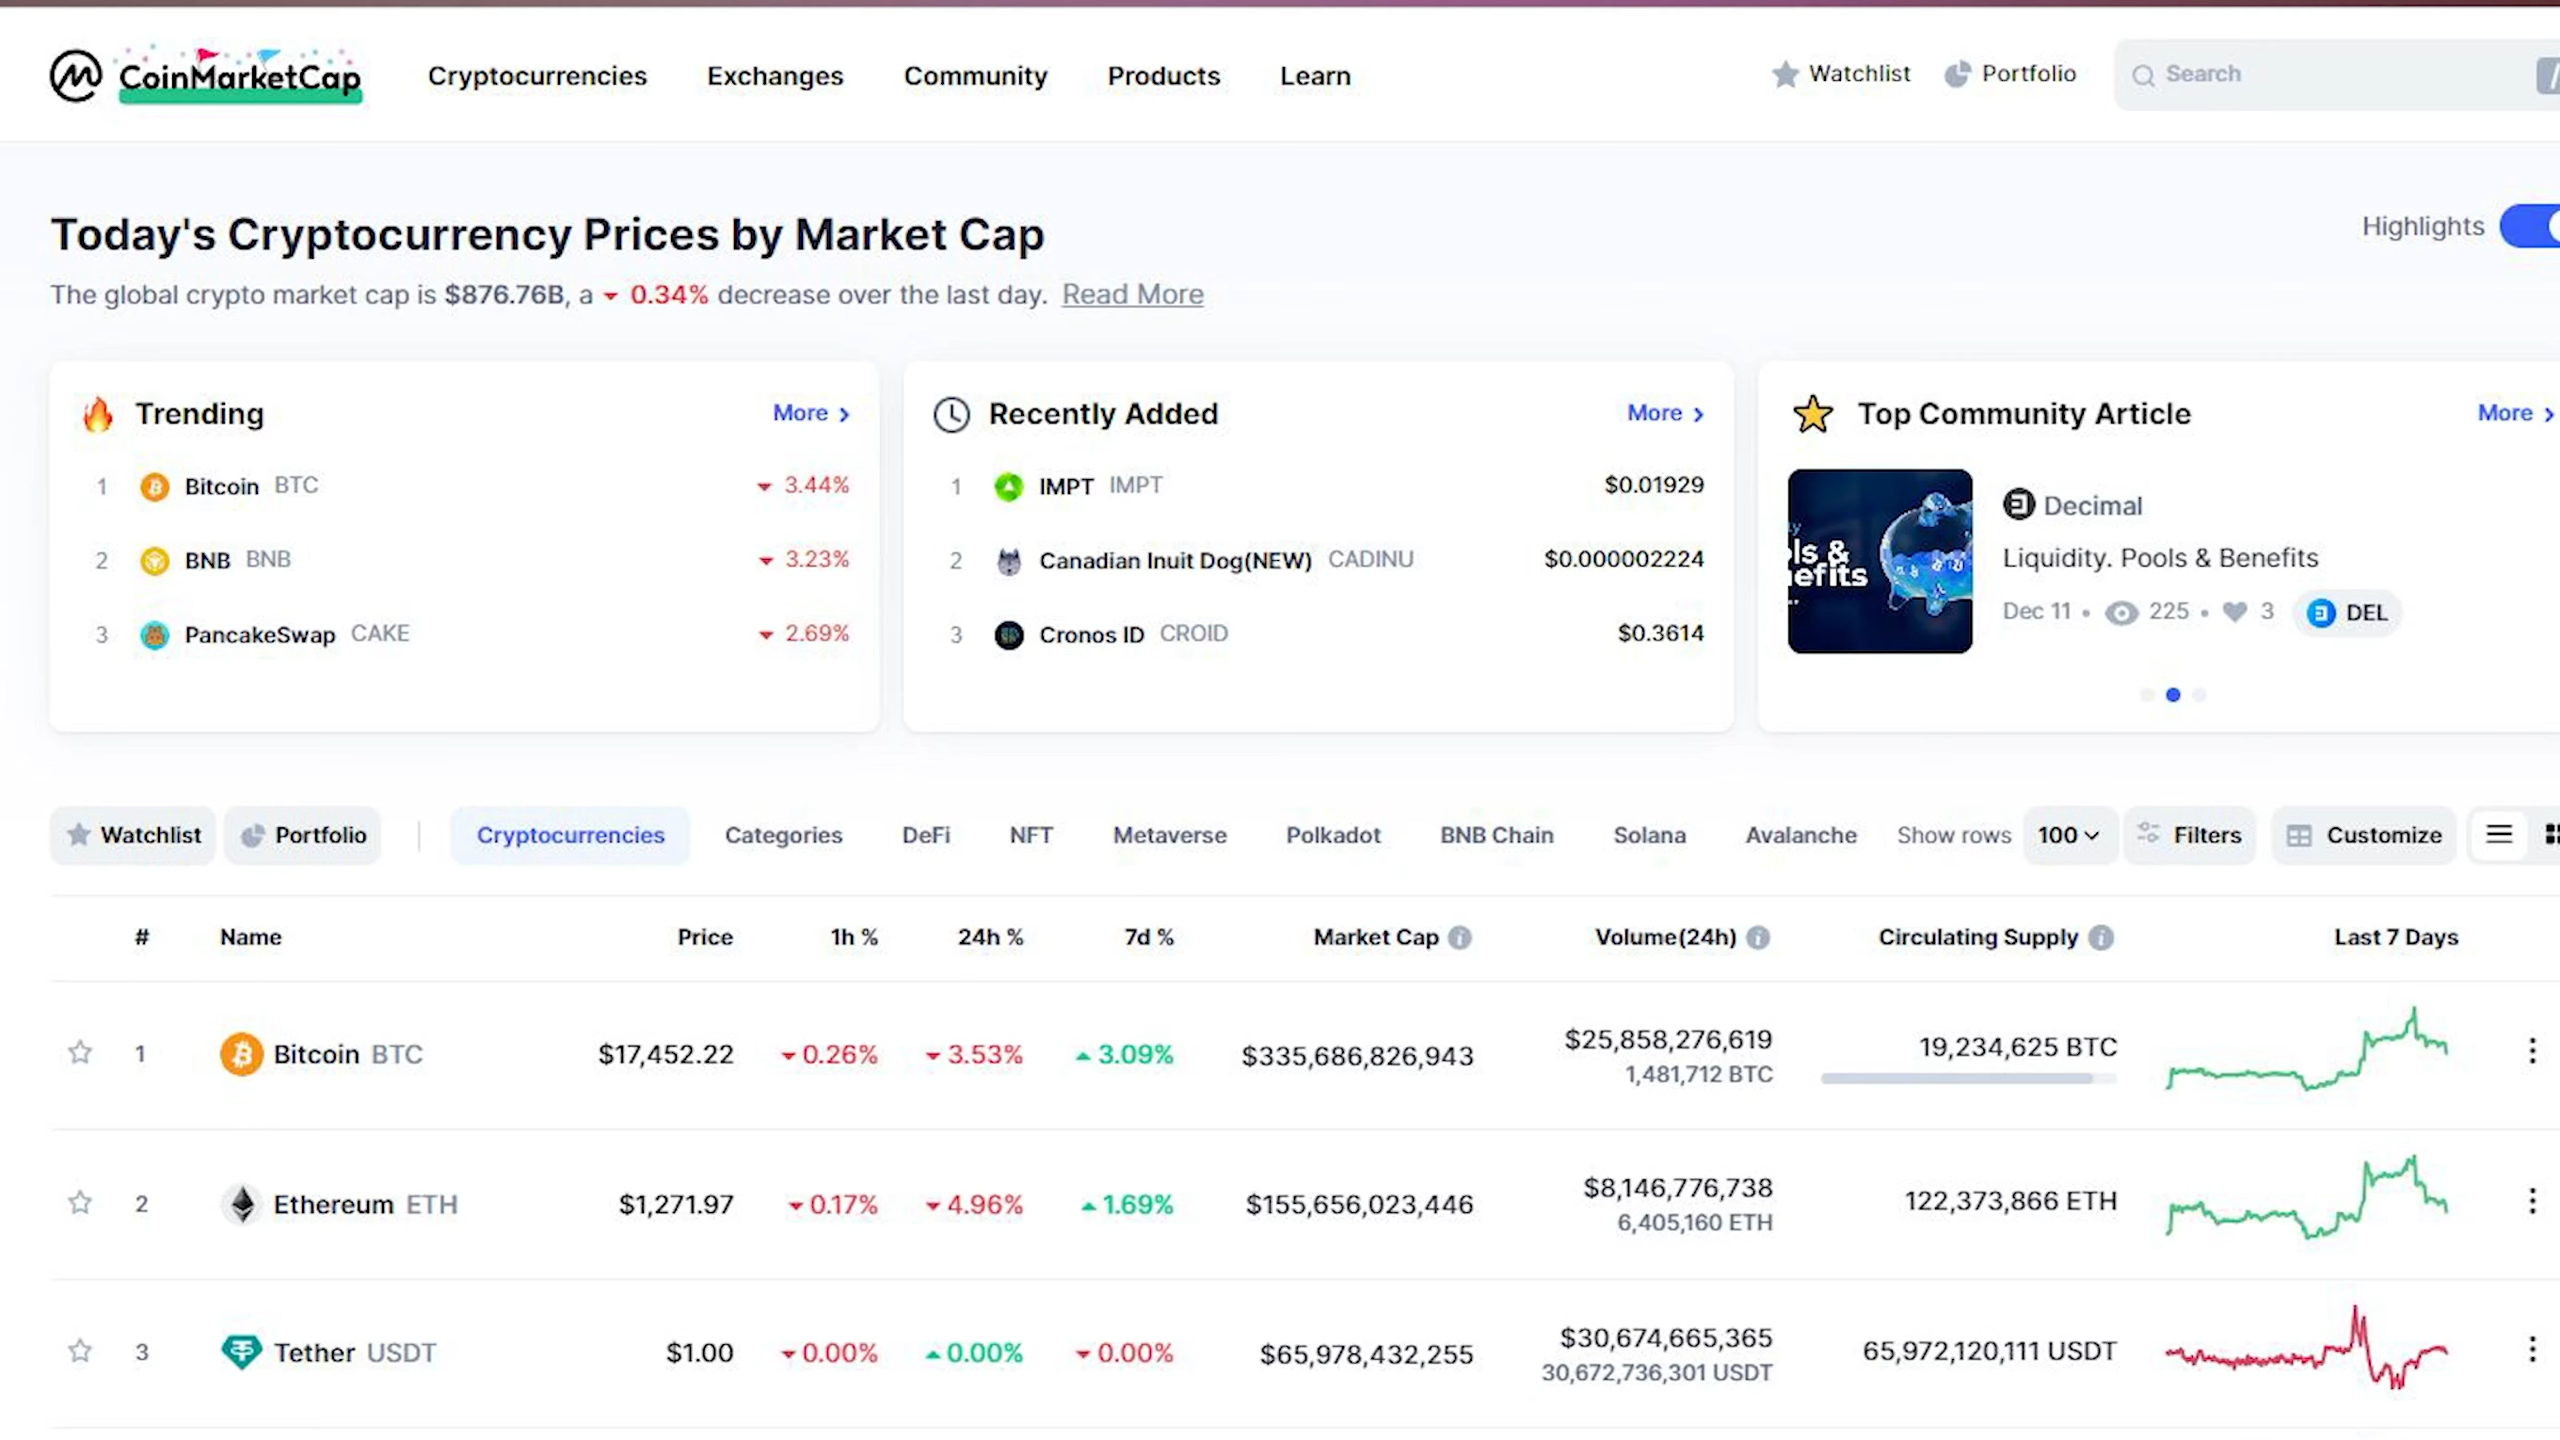 CoinMarketCap Cryptocurrencies Exchanges Community Products Learn Watchlist Portfolio Search /
Today's Cryptocurrency Prices by Market Cap Highlights
The global crypto market cap is $876.76B, a 0.34% decrease over the last day. Read More
Trending More
1 Bitcoin BTC 3.44%
2 BNB BNB 3.23%
3 PancakeSwap CAKE 2.69%
Recently Added More
1 IMPT IMPT $0.01929
2 Canadian Inuit Dog(NEW) CADINU $0.000002224
3 Cronos ID CROID $0.3614
Top Community Article More
ls &
efits
Decimal
Liquidity. Pools & Benefits
Dec 11 • 225 • 3 DEL
Watchlist Portfolio Cryptocurrencies Categories DeFi NFT Metaverse Polkadot BNB Chain Solana Avalanche Show rows 100 Filters Customize
# Name Price 1h % 24h % 7d % Market Cap Volume(24h) Circulating Supply Last 7 Days
1 Bitcoin BTC $17,452.22 0.26% 3.53% 3.09% $335,686,826,943 $25,858,276,619 19,234,625 BTC
1,481,712 BTC
2 Ethereum ETH $1,271.97 0.17% 4.96% 1.69% $155,656,023,446 $8,146,776,738 122,373,866 ETH
6,405,160 ETH
3 Tether USDT $1.00 0.00% 0.00% 0.00% $65,978,432,255 $30,674,665,365 65,972,120,111 USDT
30,672,736,301 USDT